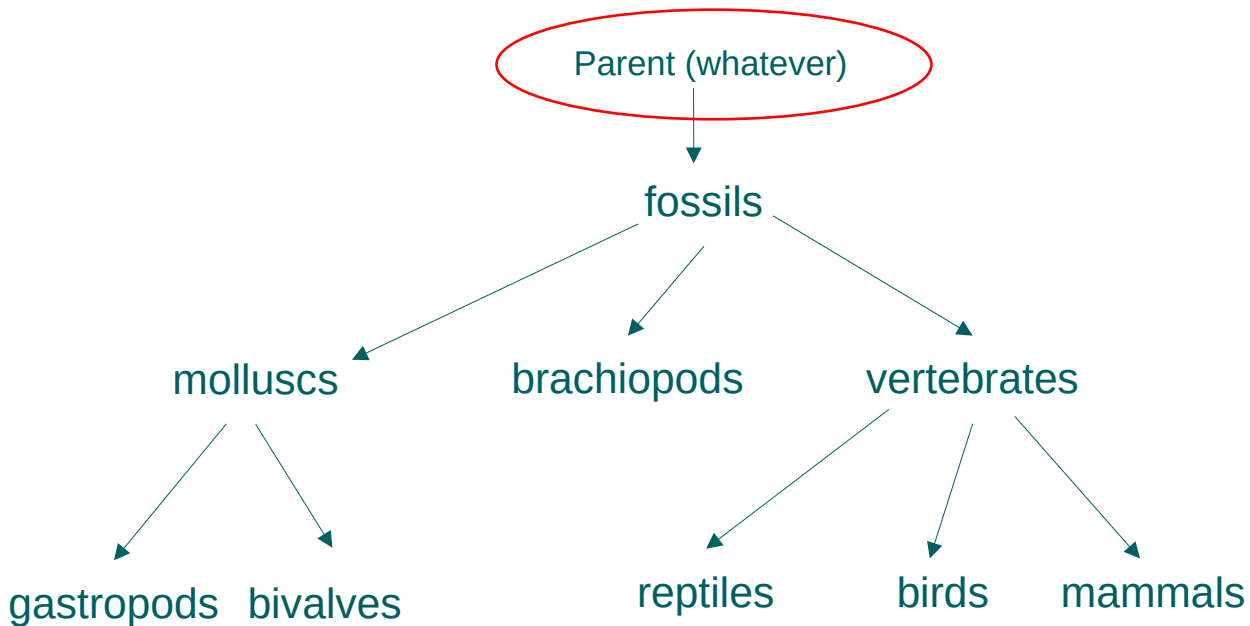 Parent (whatever)
fossils
molluscs
brachiopods
vertebrates
gastropods
bivalves
reptiles
birds
mammals